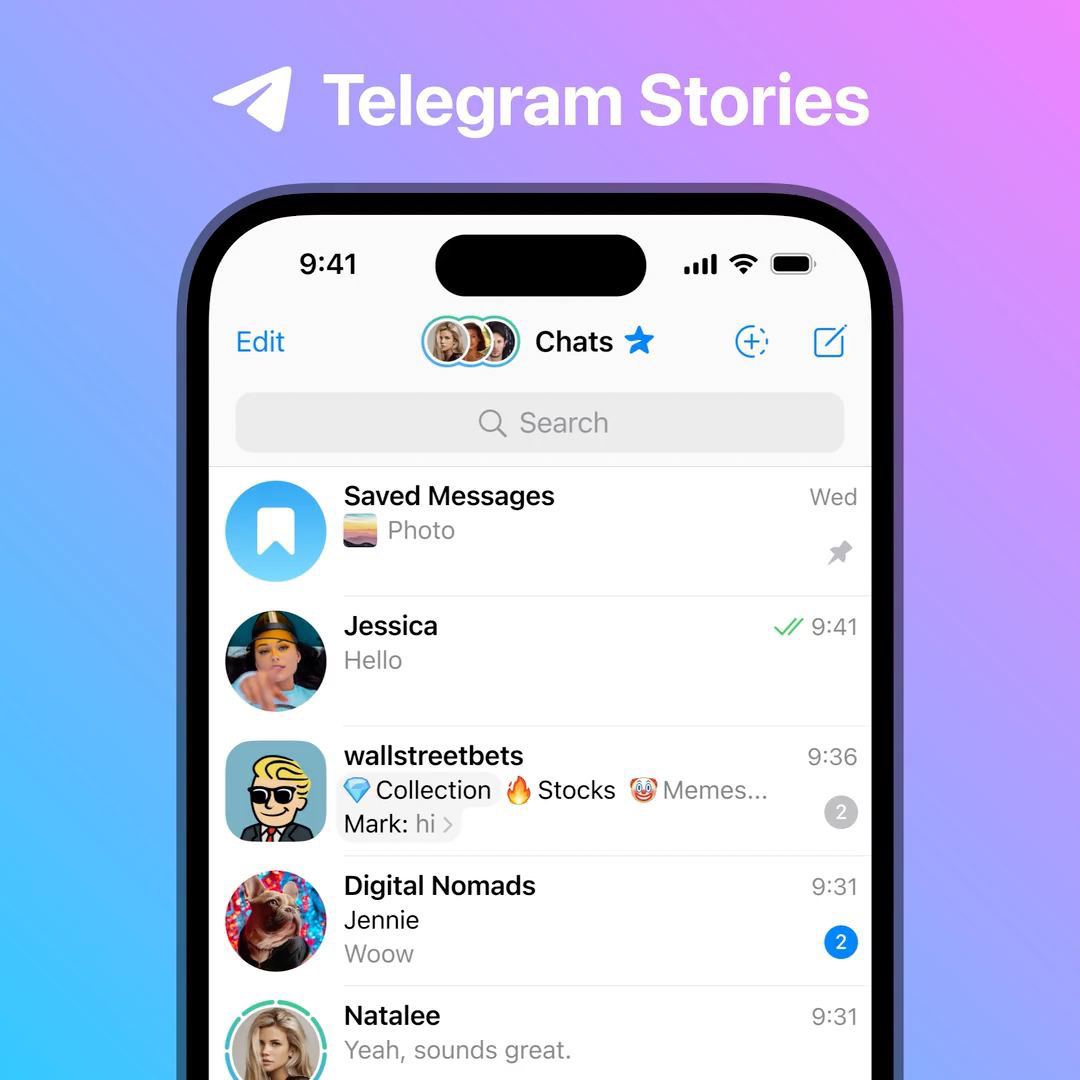 Telegram Stories
9:41
Edit Chats
Search
Saved Messages Wed
Photo
Jessica 9:41
Hello
wallstreetbets 9:36
💎 Collection 🔥 Stocks 🤡 Memes...
Mark: hi > 2
Digital Nomads 9:31
Jennie
Woow 2
Natalee 9:31
Yeah, sounds great.